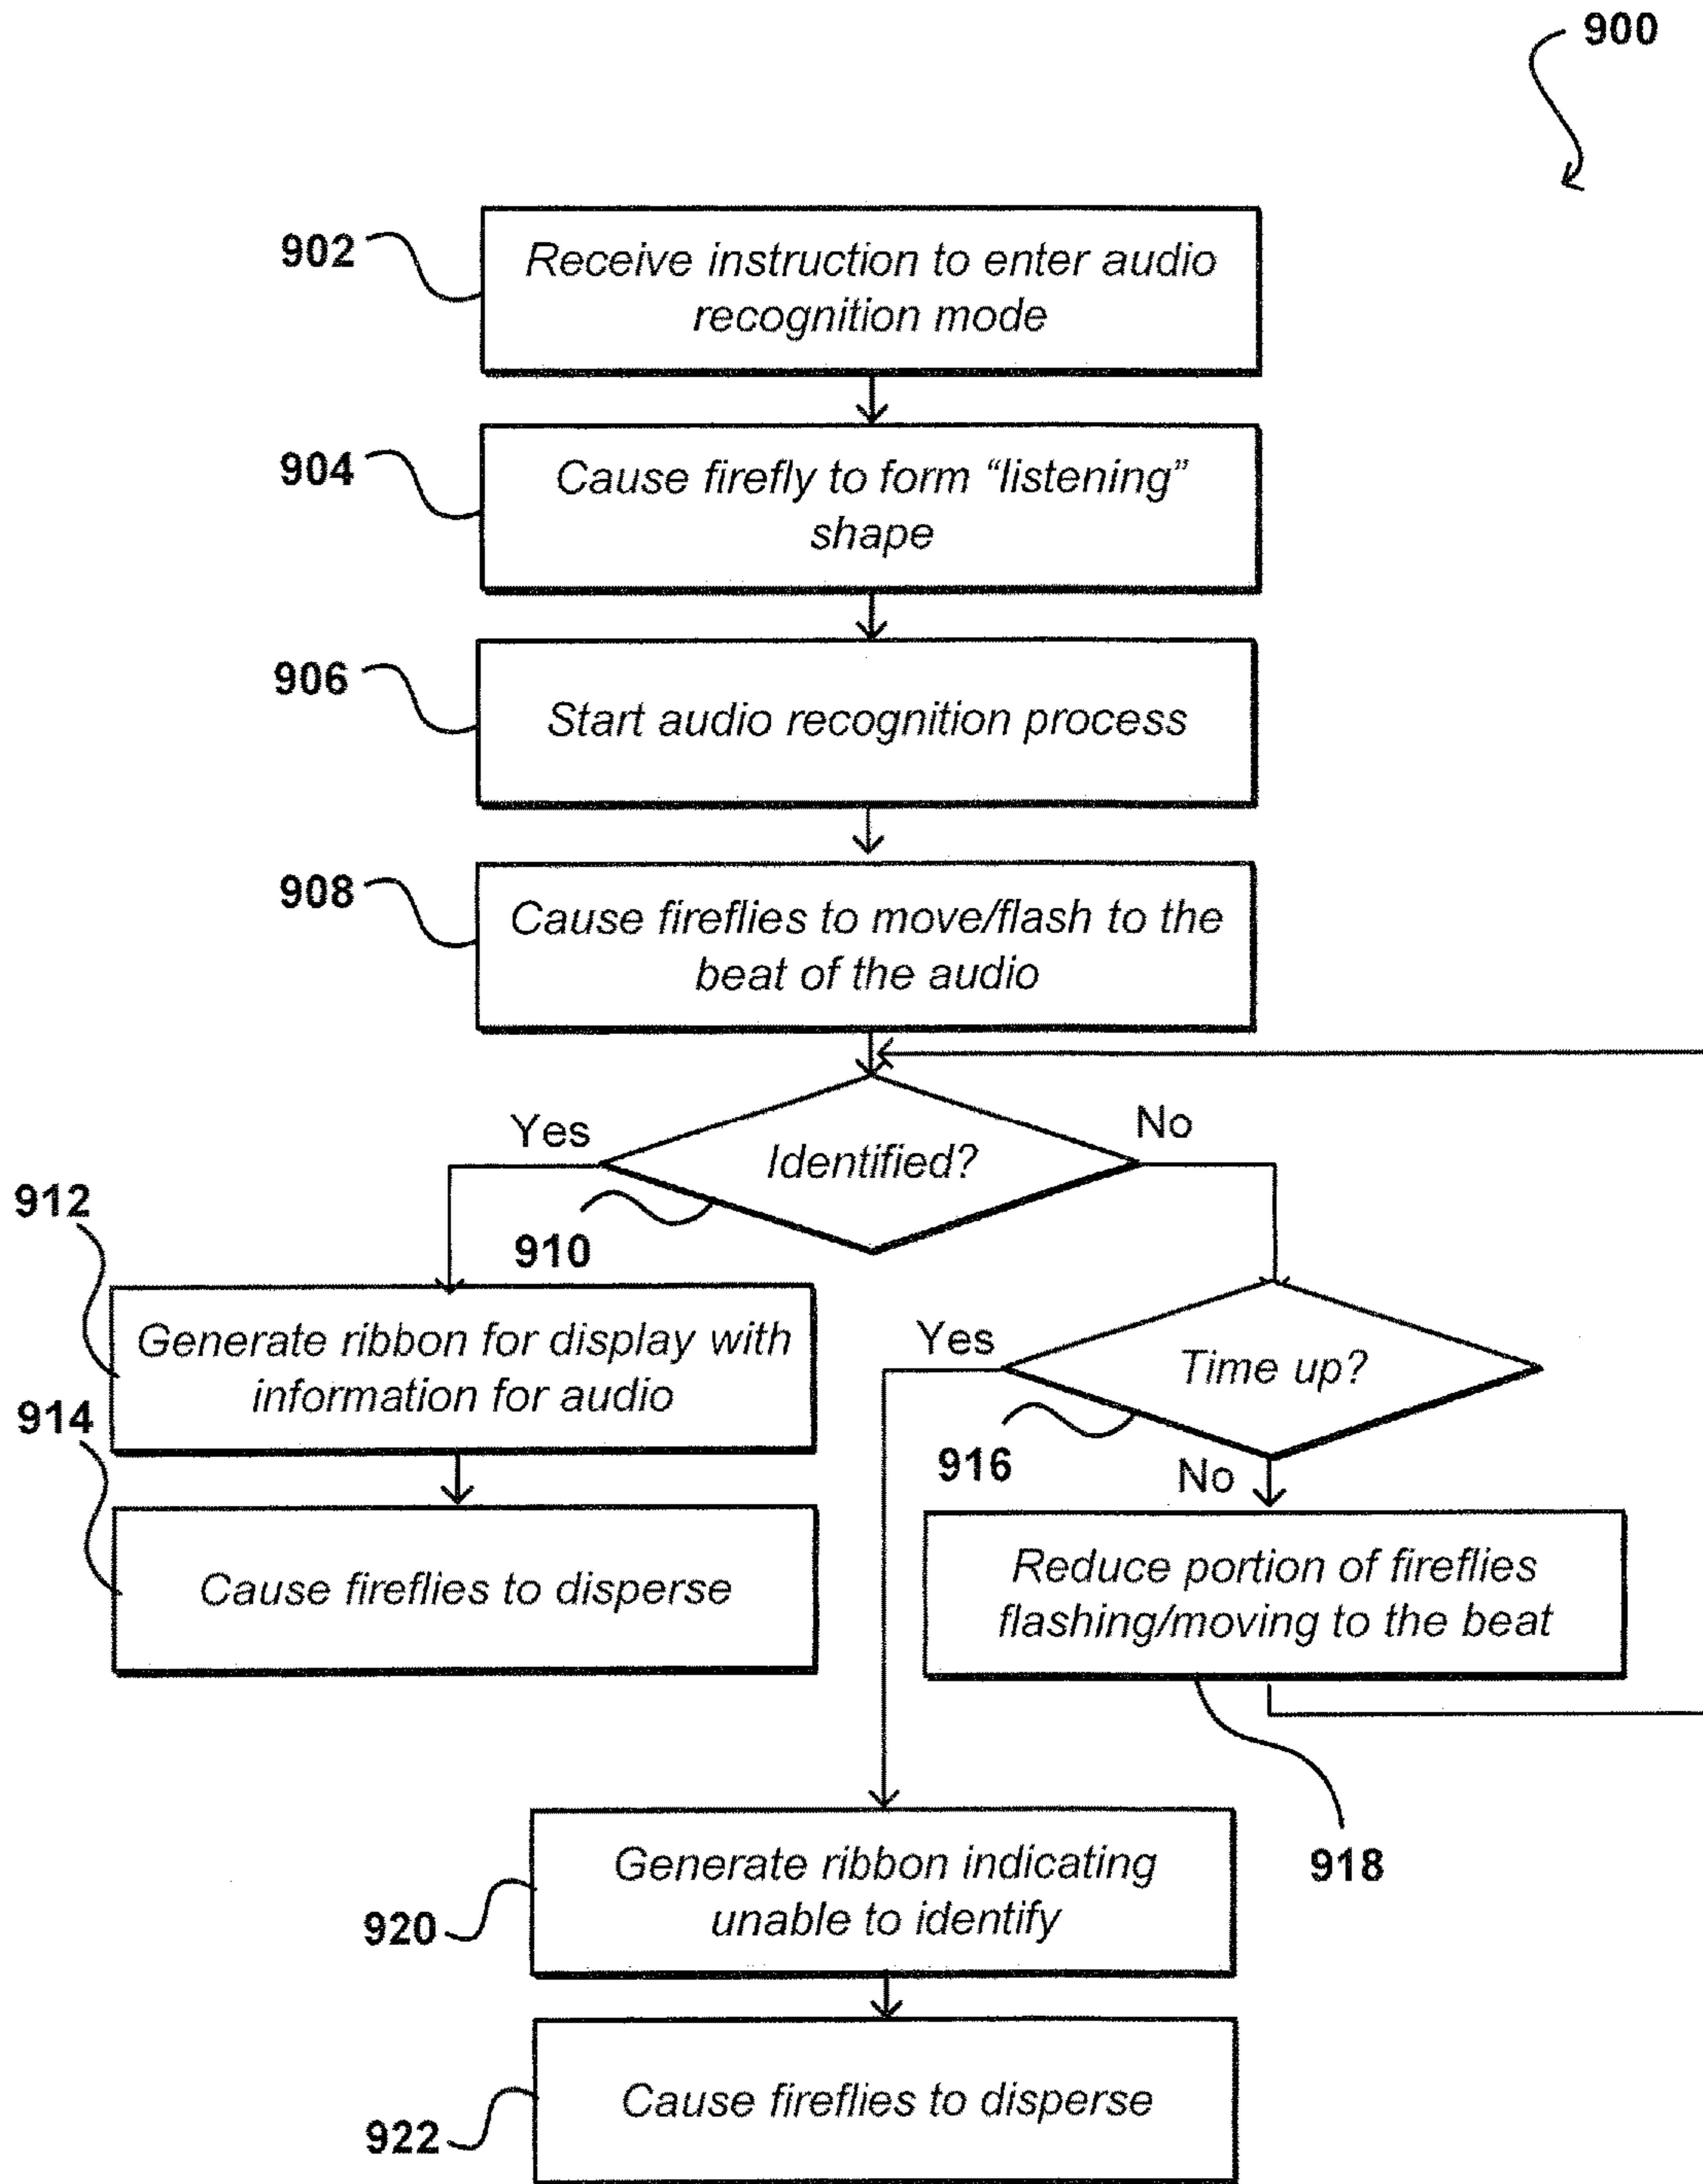 900
902
Receive instruction to enter audio
recognition mode
904
Cause firefly to form “listening”
shape
906
Start audio recognition process
908
Cause fireflies to move/flash to the
beat of the audio
Yes
Identified?
No
910
912
Generate ribbon for display with
information for audio
Yes
Time up?
916
No
914
Cause fireflies to disperse
Reduce portion of fireflies
flashing/moving to the beat
918
920
Generate ribbon indicating
unable to identify
922
Cause fireflies to disperse